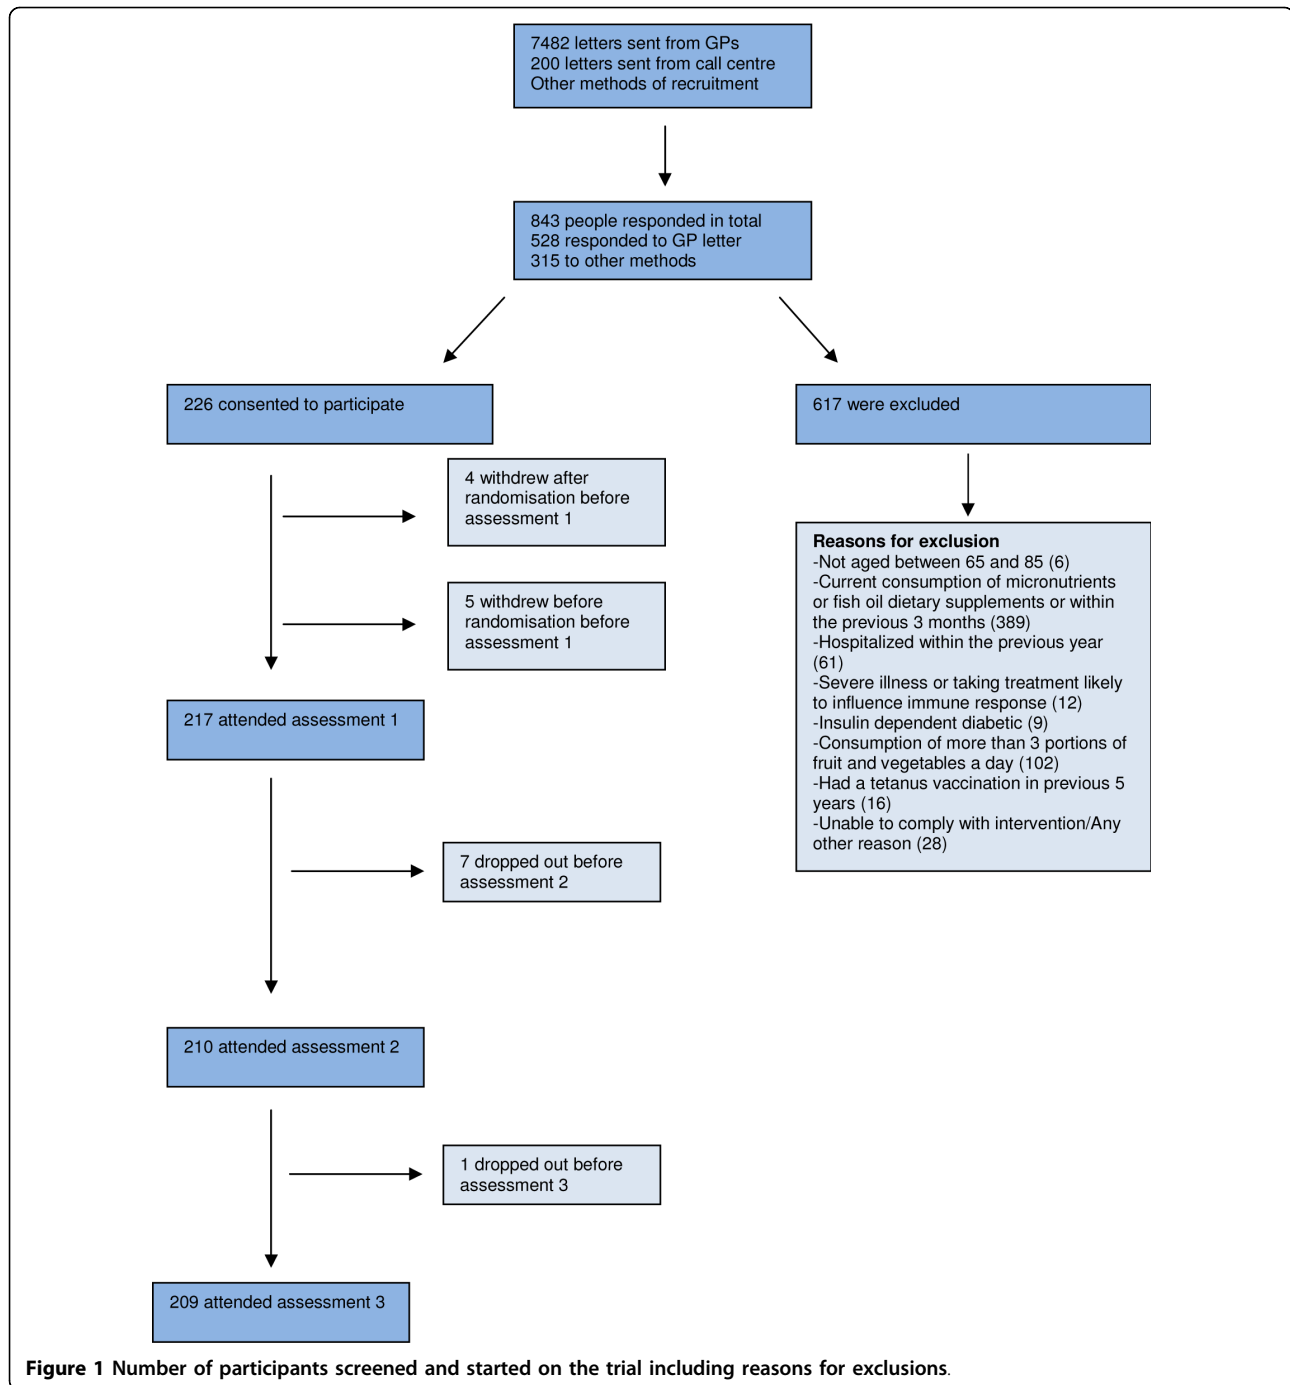 7482 letters sent from GPs
200 letters sent from call centre
Other methods of recruitment
843 people responded in total
528 responded to GP letter
315 to other methods
226 consented to participate
617 were excluded
4 withdrew after
randomisation before
assessment 1
5 withdrew before
randomisation before
assessment 1
Reasons for exclusion
-Not aged between 65 and 85 (6)
-Current consumption of micronutrients
or fish oil dietary supplements or within
the previous 3 months (389)
-Hospitalized within the previous year
(61)
-Severe illness or taking treatment likely
to influence immune response (12)
-Insulin dependent diabetic (9)
-Consumption of more than 3 portions of
fruit and vegetables a day (102)
-Had a tetanus vaccination in previous 5
years (16)
-Unable to comply with intervention/Any
other reason (28)
217 attended assessment 1
7 dropped out before
assessment 2
210 attended assessment 2
1 dropped out before
assessment 3
209 attended assessment 3
Figure 1 Number of participants screened and started on the trial including reasons for exclusions.